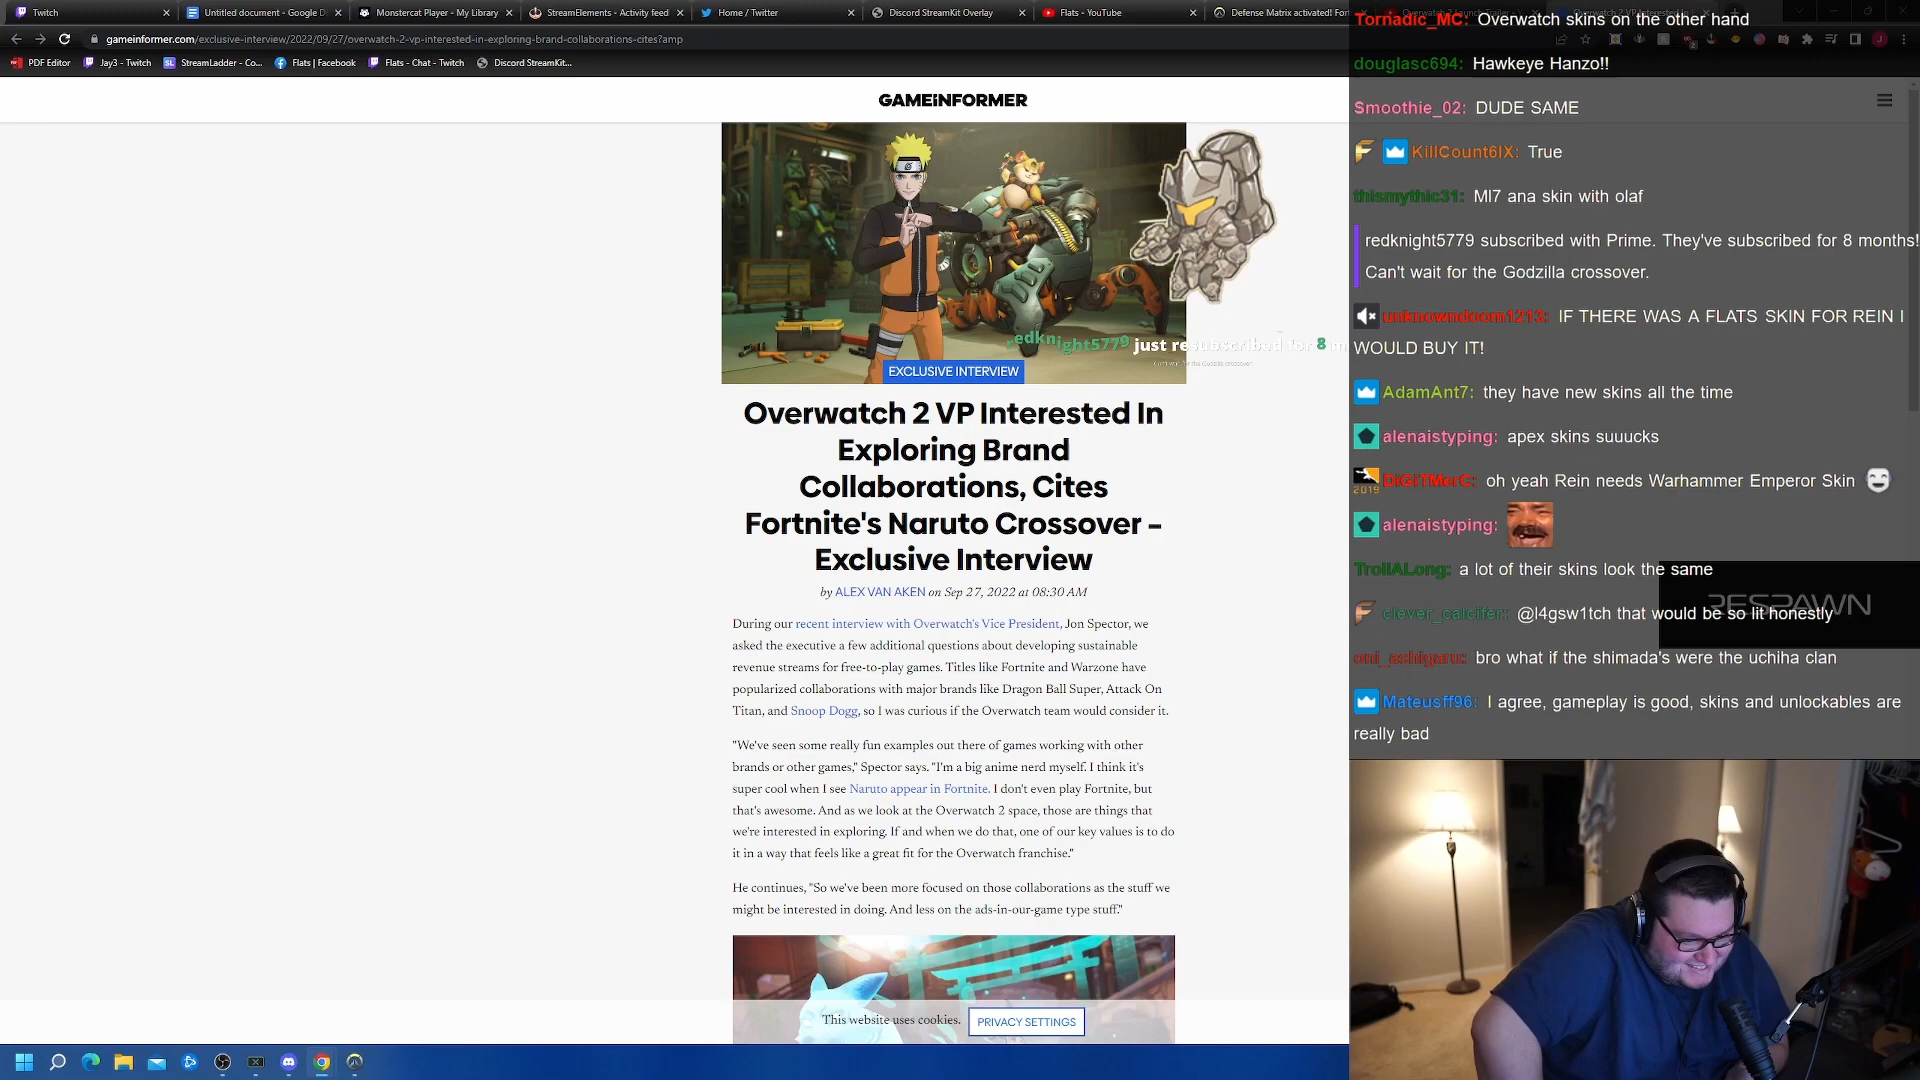 Twitch
Untitled document - Google D
Monstercat Player - My Library
StreamElements - Activity feed
Home / Twitter
Discord StreamKit Overlay
Flats - YouTube
Defense Matrix activated! For
gameinformer.com/exclusive-interview/2022/09/27/overwatch-2-vp-interested-in-exploring-brand-collaborations-cites?amp
PDF Editor
Jay3 - Twitch
StreamLadder - Co...
Flats | Facebook
Flats - Chat - Twitch
Discord StreamKit...
GAMEINFORMER
redknight5779 just resubscribed for 8 m
EXCLUSIVE INTERVIEW
Overwatch 2 VP Interested In
Exploring Brand
Collaborations, Cites
Fortnite's Naruto Crossover –
Exclusive Interview
by ALEX VAN AKEN on Sep 27, 2022 at 08:30 AM
During our recent interview with Overwatch's Vice President, Jon Spector, we
asked the executive a few additional questions about developing sustainable
revenue streams for free-to-play games. Titles like Fortnite and Warzone have
popularized collaborations with major brands like Dragon Ball Super, Attack On
Titan, and Snoop Dogg, so I was curious if the Overwatch team would consider it.
"We've seen some really fun examples out there of games working with other
brands or other games," Spector says. "I'm a big anime nerd myself. I think it's
super cool when I see Naruto appear in Fortnite. I don't even play Fortnite, but
that's awesome. And as we look at the Overwatch 2 space, those are things that
we're interested in exploring. If and when we do that, one of our key values is to do
it in a way that feels like a great fit for the Overwatch franchise."
He continues, "So we've been more focused on those collaborations as the stuff we
might be interested in doing. And less on the ads-in-our-game type stuff."
This website uses cookies.
PRIVACY SETTINGS
Tornadic_MC: Overwatch skins on the other hand
douglasc694: Hawkeye Hanzo!!
Smoothie_02: DUDE SAME
KillCount6IX: True
thismythic31: Ml7 ana skin with olaf
redknight5779 subscribed with Prime. They've subscribed for 8 months!
Can't wait for the Godzilla crossover.
unknowndoom1213: IF THERE WAS A FLATS SKIN FOR REIN I
WOULD BUY IT!
AdamAnt7: they have new skins all the time
alenaistyping: apex skins suuucks
2019
DiGiTMerC: oh yeah Rein needs Warhammer Emperor Skin
alenaistyping:
TrollALong: a lot of their skins look the same
RESPAWN
clever_calcifer: @l4gsw1tch that would be so lit honestly
oni_ashigaru: bro what if the shimada's were the uchiha clan
Mateusff96: I agree, gameplay is good, skins and unlockables are
really bad